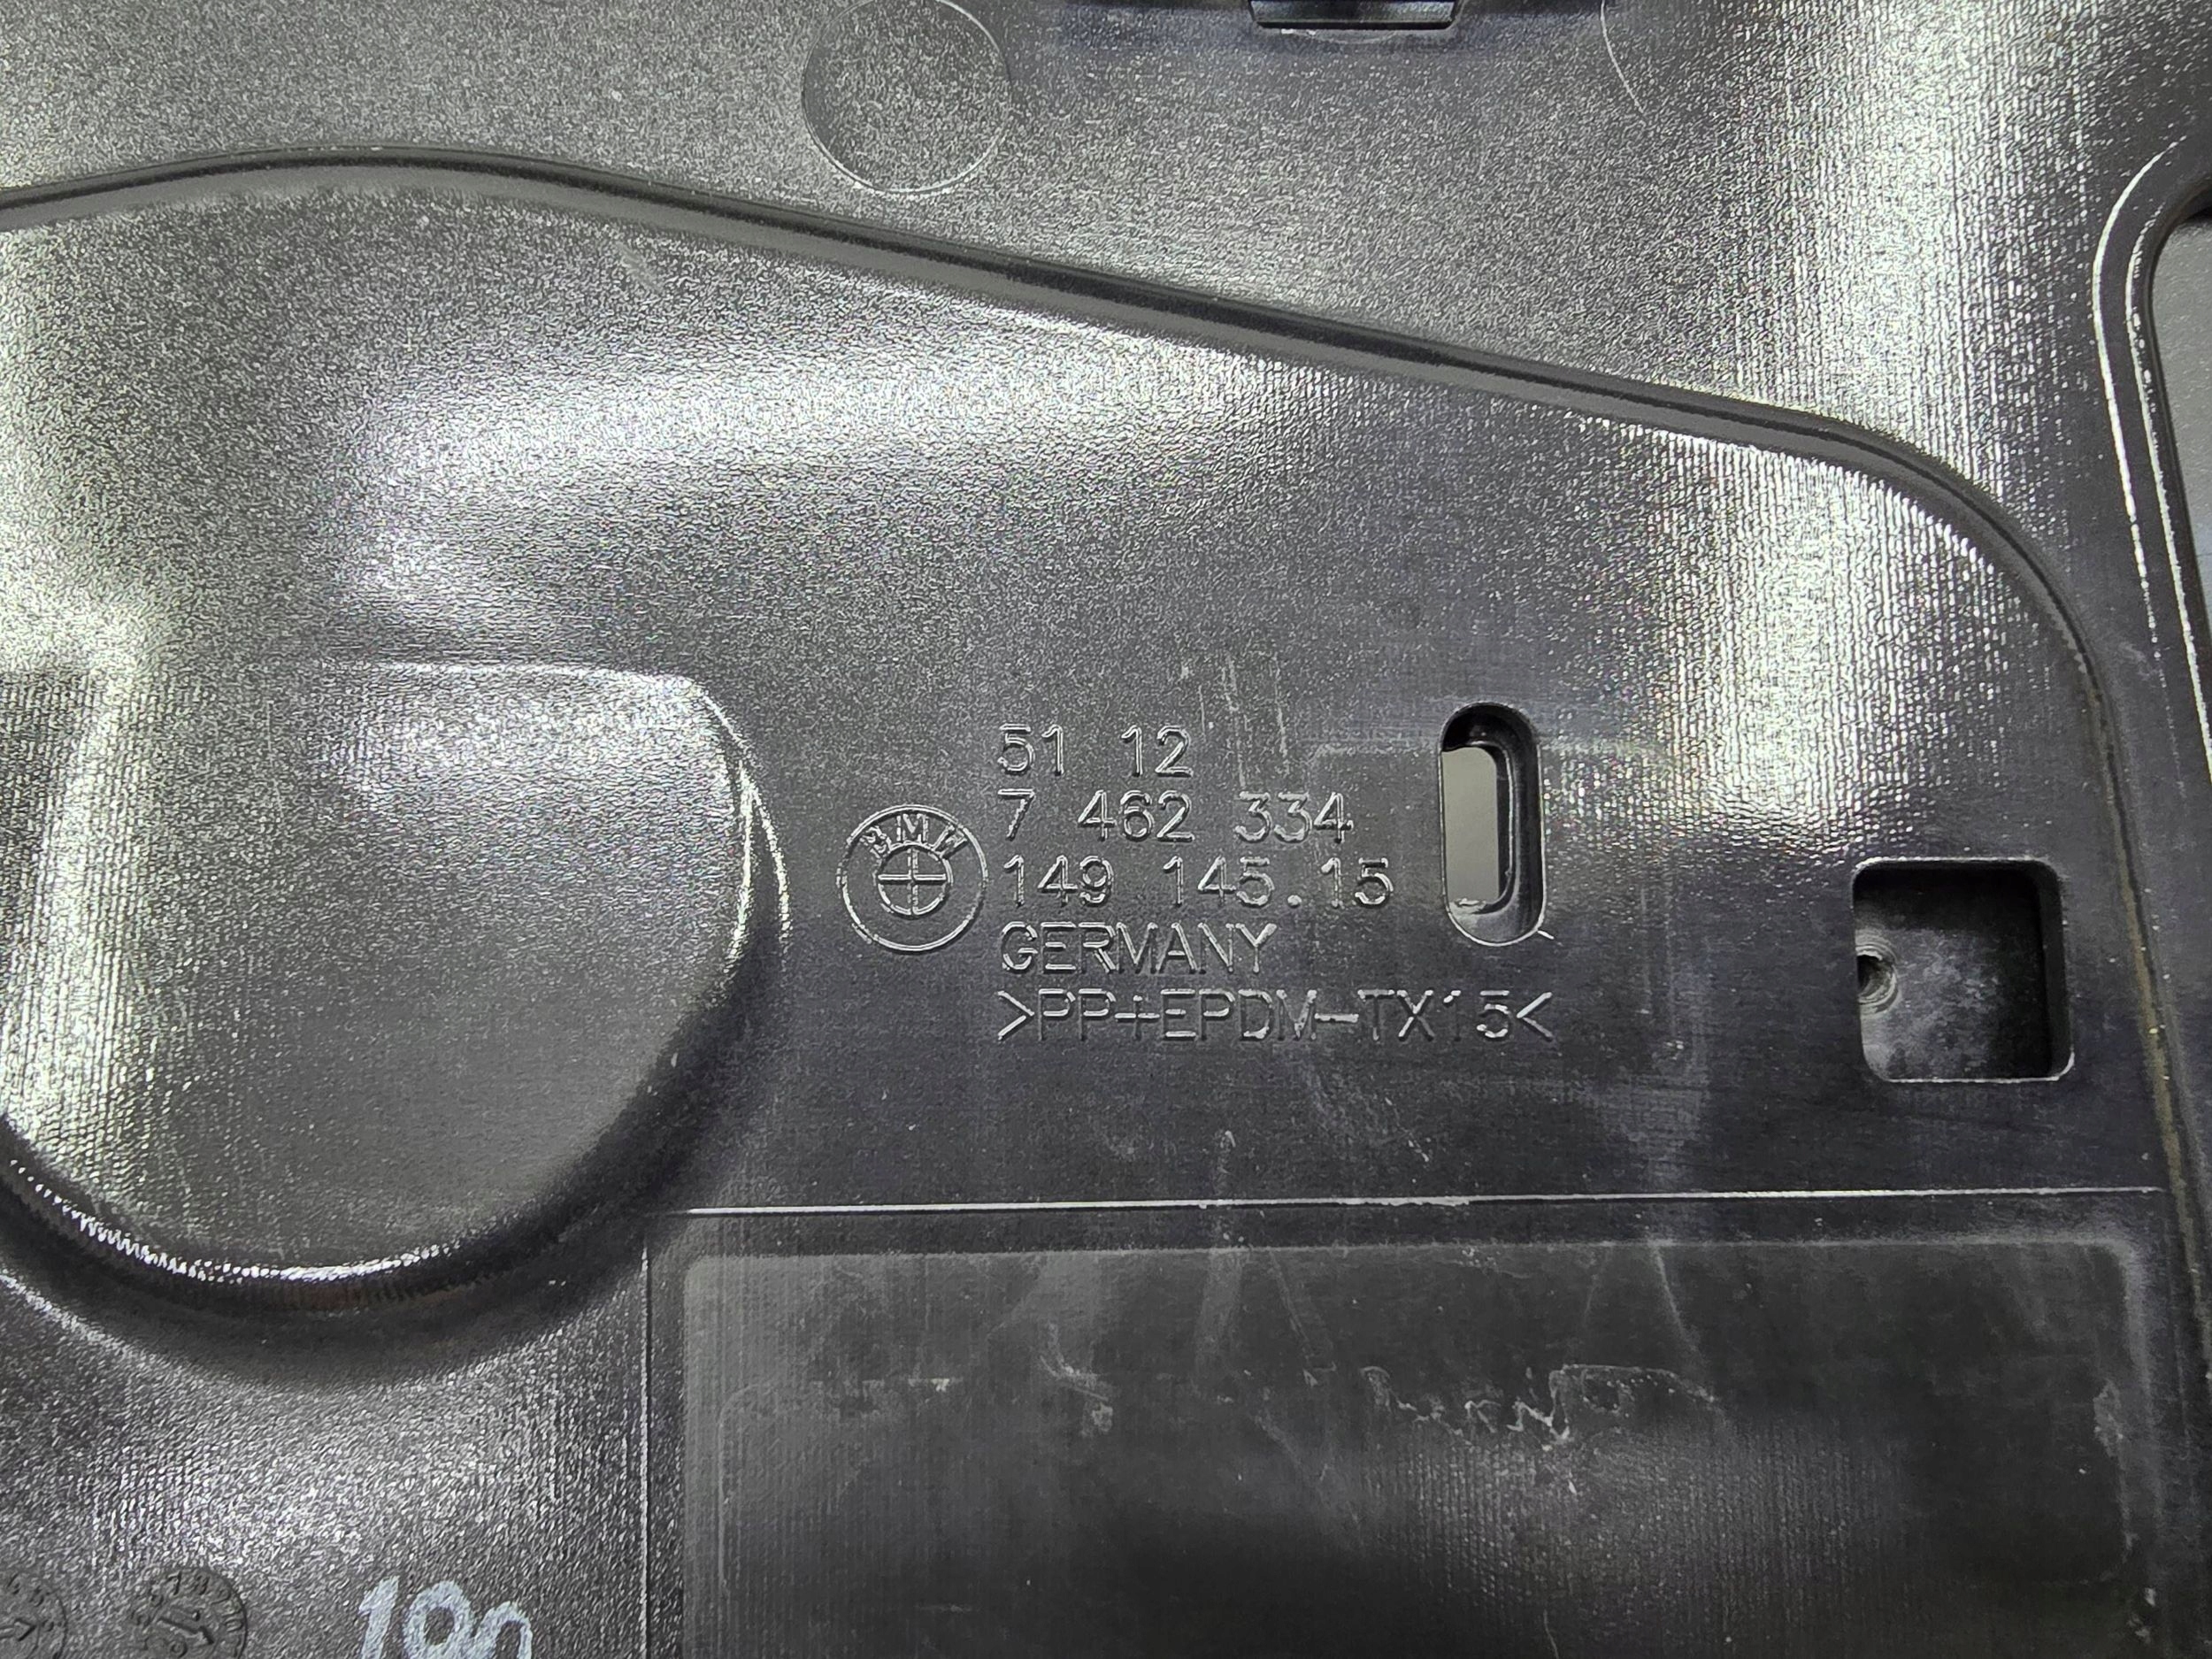 51 12
7 462 334
BMW
149 145.15
GERMANY
>PP+EPDM-TX15<